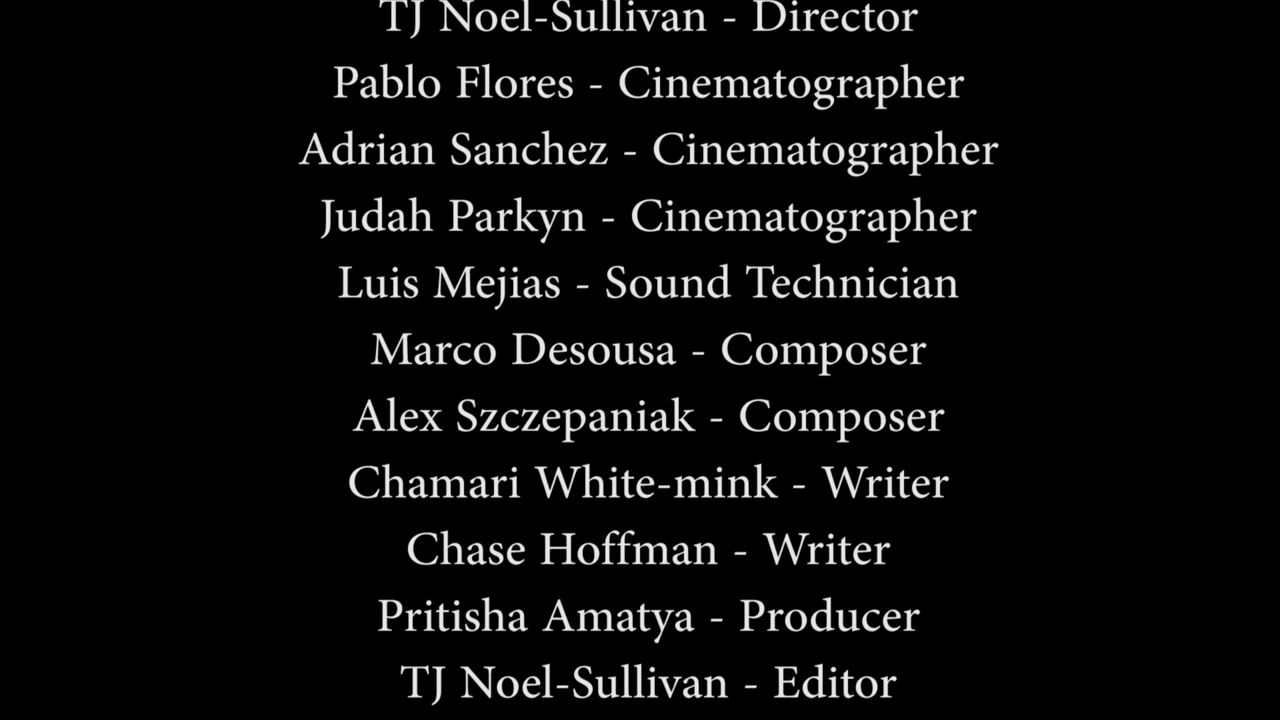 TJ Noel-Sullivan - Director
Pablo Flores - Cinematographer
Adrian Sanchez - Cinematographer
Judah Parkyn - Cinematographer
Luis Mejias - Sound Technician
Marco Desousa - Composer
Alex Szczepaniak - Composer
Chamari White-mink - Writer
Chase Hoffman - Writer
Pritisha Amatya - Producer
TJ Noel-Sullivan - Editor